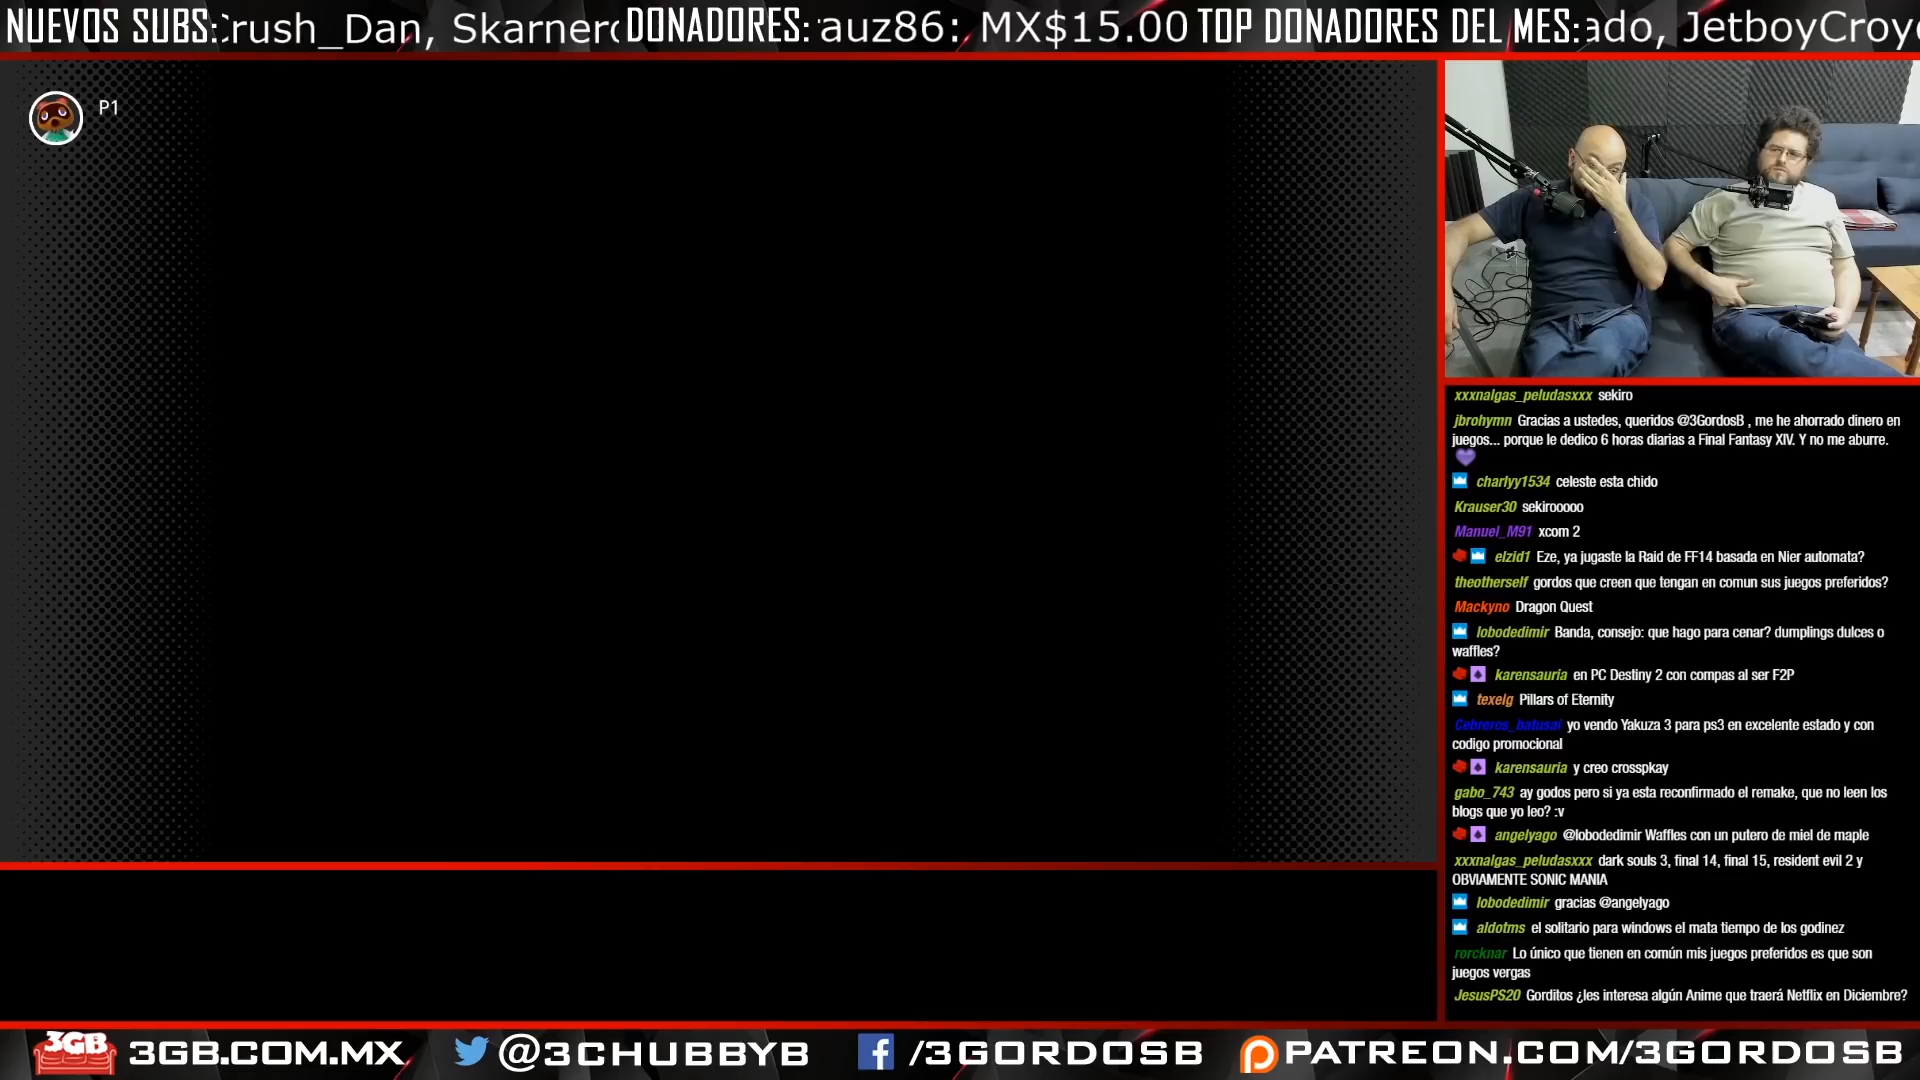 NUEVOS SUBS: Crush_Dan, Skarner DONADORES: auz86: MX$15.00 TOP DONADORES DEL MES: ado, JetboyCroy
P1
xxxnalgas_peludasxxx sekiro
jbrohymn Gracias a ustedes, queridos @3GordosB , me he ahorrado dinero en
juegos... porque le dedico 6 horas diarias a Final Fantasy XIV. Y no me aburre.
charlyy1534 celeste esta chido
Krauser30 sekirooooo
Manuel_M91 xcom 2
elzid1 Eze, ya jugaste la Raid de FF14 basada en Nier automata?
theotherself gordos que creen que tengan en comun sus juegos preferidos?
Mackyno Dragon Quest
lobodedimir Banda, consejo: que hago para cenar? dumplings dulces o
waffles?
karensauria en PC Destiny 2 con compas al ser F2P
texelg Pillars of Eternity
Cebreros_batusai yo vendo Yakuza 3 para ps3 en excelente estado y con
codigo promocional
karensauria y creo crosspkay
gabo_743 ay godos pero si ya esta reconfirmado el remake, que no leen los
blogs que yo leo? :v
angelyago @lobodedimir Waffles con un putero de miel de maple
xxxnalgas_peludasxxx dark souls 3, final 14, final 15, resident evil 2 y
OBVIAMENTE SONIC MANIA
lobodedimir gracias @angelyago
aldotms el solitario para windows el mata tiempo de los godinez
rorcknar Lo único que tienen en común mis juegos preferidos es que son
juegos vergas
JesusPS20 Gorditos ¿les interesa algún Anime que traerá Netflix en Diciembre?
3GB 3GB.COM.MX @3CHUBBYB /3GORDOSB PATREON.COM/3GORDOSB